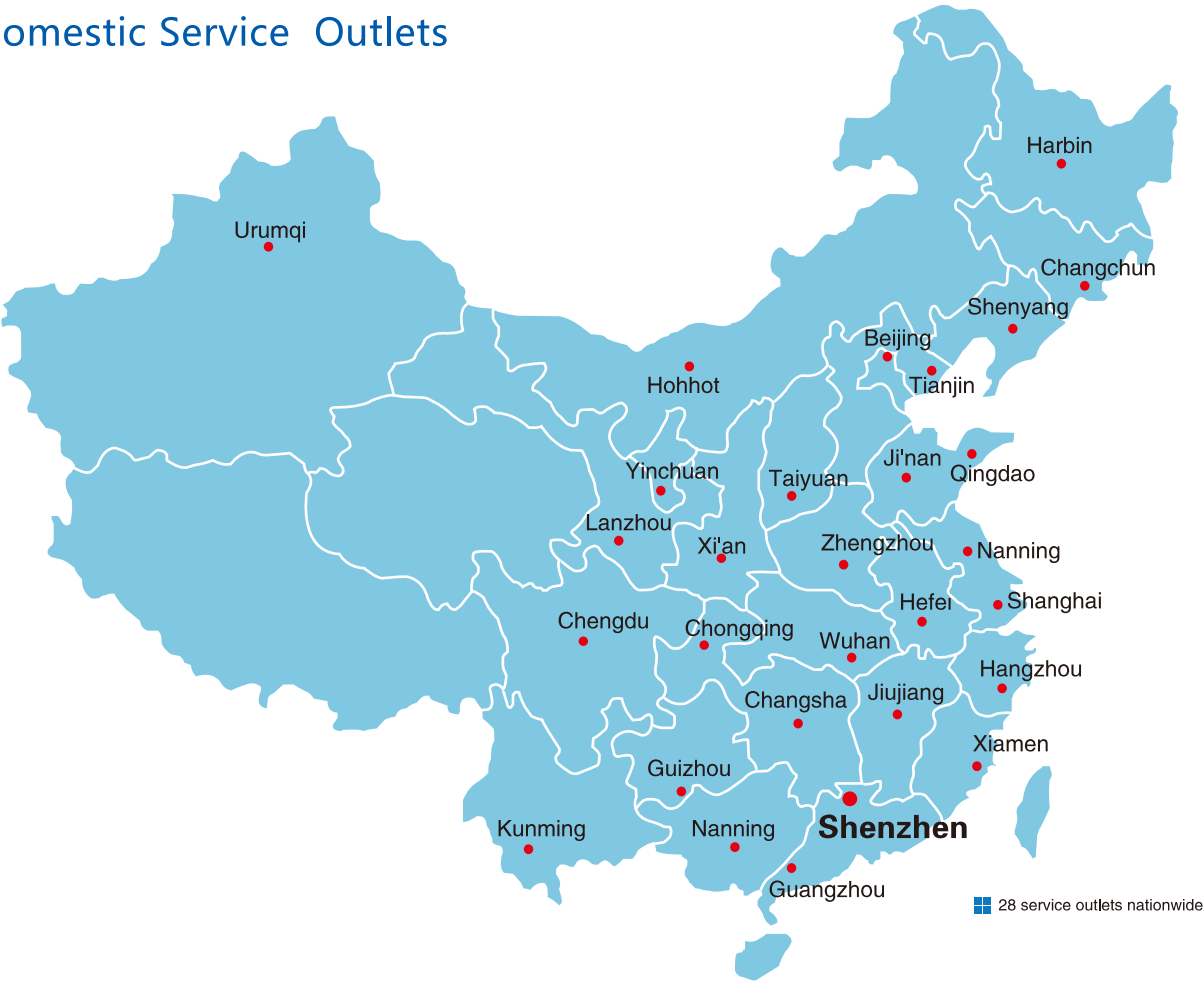 omestic Service Outlets
Harbin
Urumqi
Changchun
Shenyang
Beijing
Tianjin
Hohhot
Ji'nan
Qingdao
Yinchuan
Taiyuan
Lanzhou
Xi'an
Zhengzhou
Nanning
Hefei
Shanghai
Chengdu
Chongqing
Wuhan
Hangzhou
Changsha
Jiujiang
Xiamen
Guizhou
Kunming
Nanning
Shenzhen
Guangzhou
28 service outlets nationwide